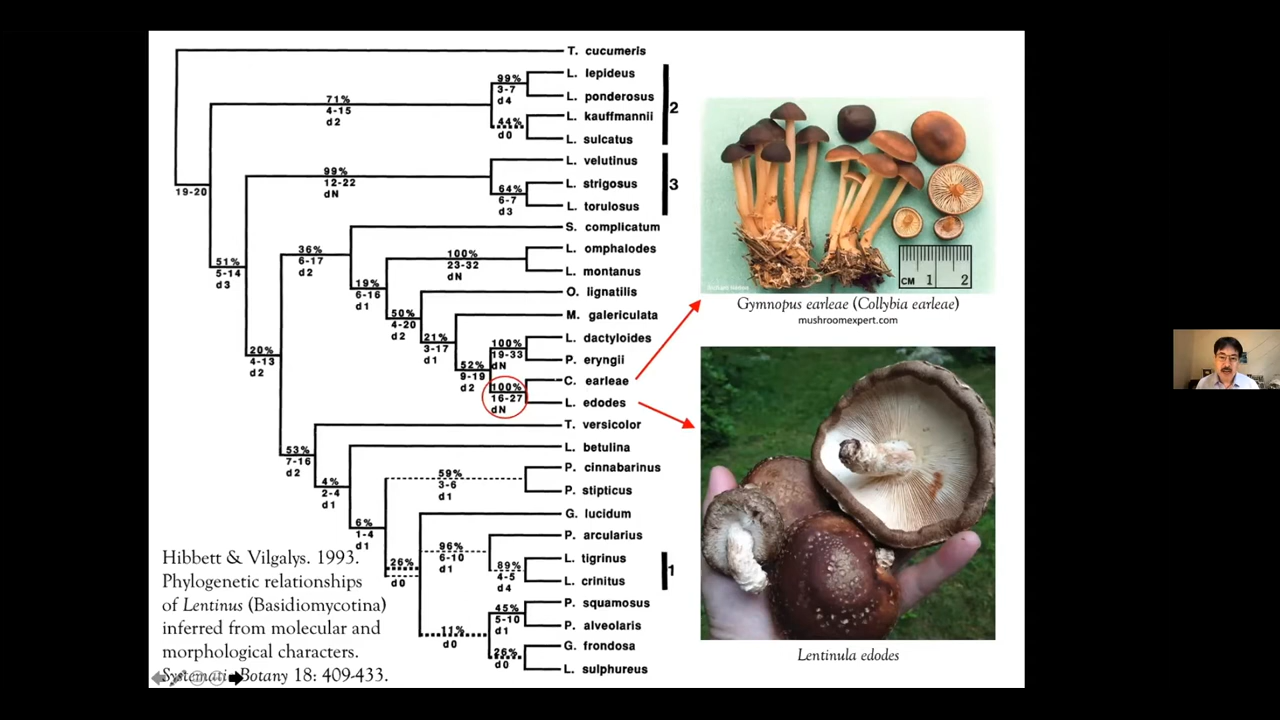 T. cucumeris
99%
3-7
d4
L. lepideus
L. ponderosus
71%
4-15
d2
44%
d0
L. kauffmannii
L. sulcatus
2
19-20
99%
12-22
dN
L. velutinus
64%
6-7
d3
L. strigosus
L. torulosus
3
51%
5-14
d3
36%
6-17
d2
S. complicatum
100%
23-32
dN
L. omphalodes
L. montanus
19%
6-16
d1
O. lignatilis
50%
4-20
d2
M. galericulata
21%
3-17
d1
100%
19-33
dN
L. dactyloides
P. eryngii
52%
9-19
d2
100%
16-27
dN
C. earleae
L. edodes
20%
4-13
d2
T. versicolor
53%
7-16
d2
L. betulina
4%
2-4
d1
59%
3-6
d1
P. cinnabarinus
P. stipticus
6%
1-4
d1
G. lucidum
26%
d0
96%
6-10
d1
P. arcularius
89%
4-5
d4
L. tigrinus
L. crinitus
1
11%
d0
45%
5-10
d1
P. squamosus
P. alveolaris
26%
d0
G. frondosa
L. sulphureus
Hibbett & Vilgalys. 1993.
Phylogenetic relationships
of Lentinus (Basidiomycotina)
inferred from molecular and
morphological characters.
Systematic Botany 18: 409-433.
CM 1 2
Gymnopus earleae (Collybia earleae)
mushroomexpert.com
Lentinula edodes